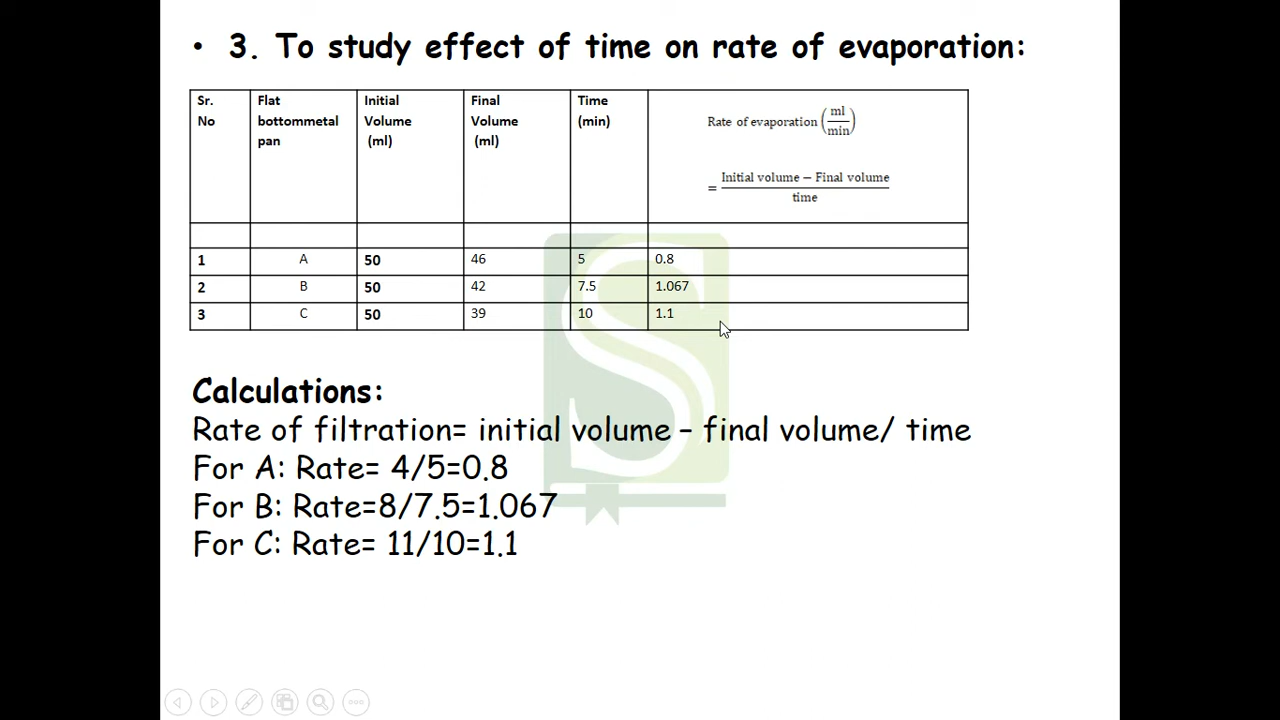 • 3. To study effect of time on rate of evaporation:
Sr. No Flat bottommetal pan Initial Volume (ml) Final Volume (ml) Time (min) Rate of evaporation (ml/min) = Initial volume − Final volume / time
1 A 50 46 5 0.8
2 B 50 42 7.5 1.067
3 C 50 39 10 1.1
Calculations:
Rate of filtration= initial volume – final volume/ time
For A: Rate= 4/5=0.8
For B: Rate=8/7.5=1.067
For C: Rate= 11/10=1.1